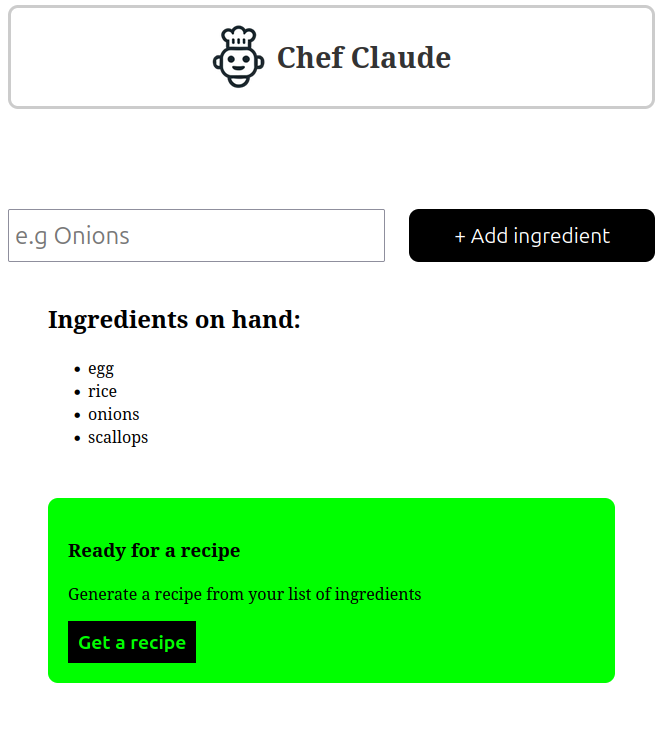 Chef Claude
e.g Onions
+ Add ingredient
Ingredients on hand:
egg
rice
onions
scallops
Ready for a recipe
Generate a recipe from your list of ingredients
Get a recipe